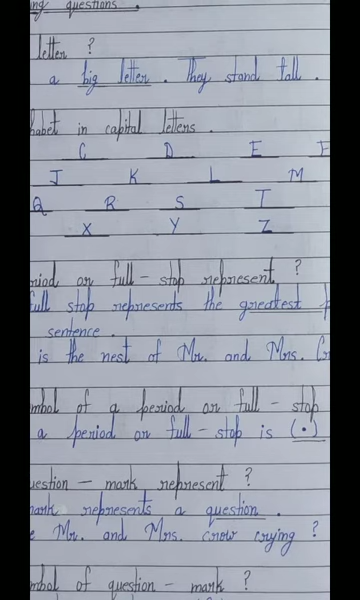 ng questions.
letter ?
a big letter. They stand tall.
habet in capital letters.
C D E F
J K L M
Q R S T
X Y Z
riod or full - stop represent ?
full stop represents the greatest p
sentence.
is the nest of Mr. and Mrs. Cr
mbol of a period or full - stop
a period or full - stop is (.)
uestion - mark represent ?
mark represents a question.
e Mr. and Mrs. crow crying ?
mbol of question - mark ?